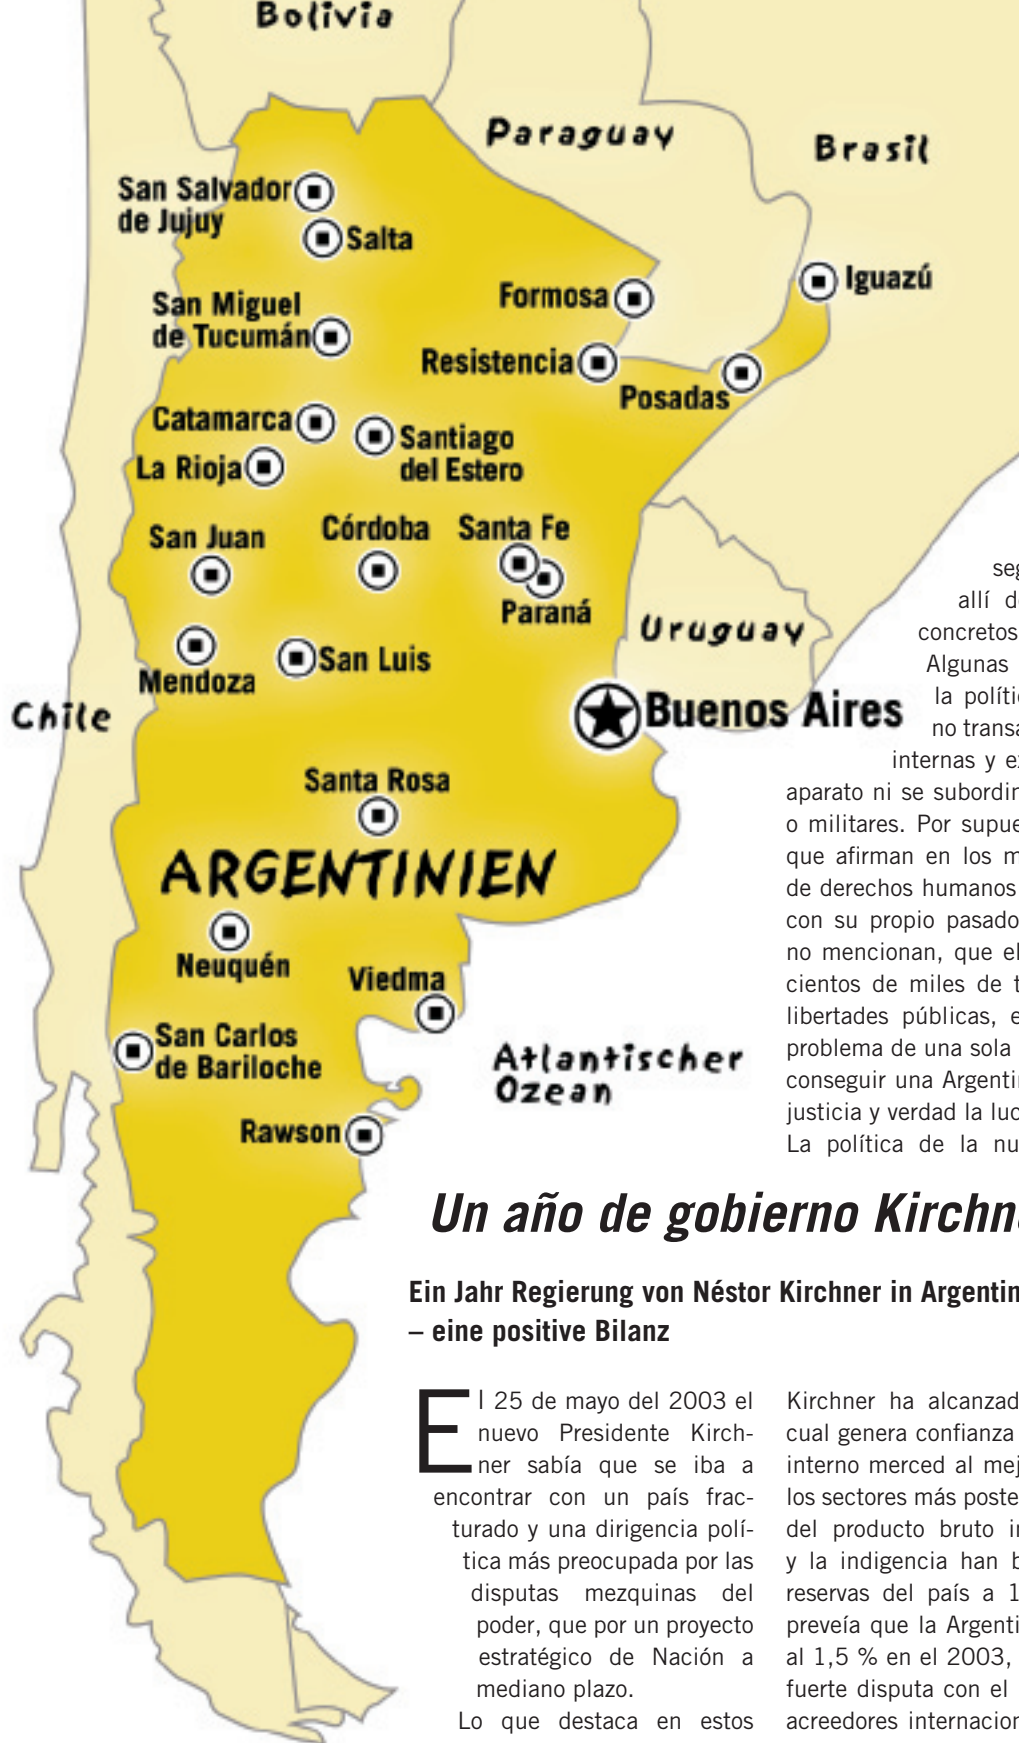 Bolivia
Paraguay
Brasil
San Salvador
de Jujuy
Salta
Formosa
Iguazú
San Miguel
de Tucumán
Resistencia
Posadas
Catamarca
Santiago
del Estero
La Rioja
San Juan
Córdoba
Santa Fe
Paraná
Uruguay
Mendoza
San Luis
Chile
Buenos Aires
Santa Rosa
ARGENTINIEN
Neuquén
Viedma
San Carlos
de Bariloche
Atlantischer
Ozean
Rawson
seg
allí d
concretos
Algunas
la polític
no transa
internas y ex
aparato ni se subordin
o militares. Por supue
que afirman en los m
de derechos humanos
con su propio pasado
no mencionan, que el
cientos de miles de t
libertades públicas, e
problema de una sola
conseguir una Argentin
justicia y verdad la luc
La política de la nu
Un año de gobierno Kirchn
Ein Jahr Regierung von Néstor Kirchner in Argentin
– eine positive Bilanz
El 25 de mayo del 2003 el
nuevo Presidente Kirch-
ner sabía que se iba a
encontrar con un país frac-
turado y una dirigencia polí-
tica más preocupada por las
disputas mezquinas del
poder, que por un proyecto
estratégico de Nación a
mediano plazo.
Lo que destaca en estos
Kirchner ha alcanzad
cual genera confianza
interno merced al mej
los sectores más poste
del producto bruto in
y la indigencia han b
reservas del país a 1
preveía que la Argenti
al 1,5 % en el 2003,
fuerte disputa con el
acreedores internacion